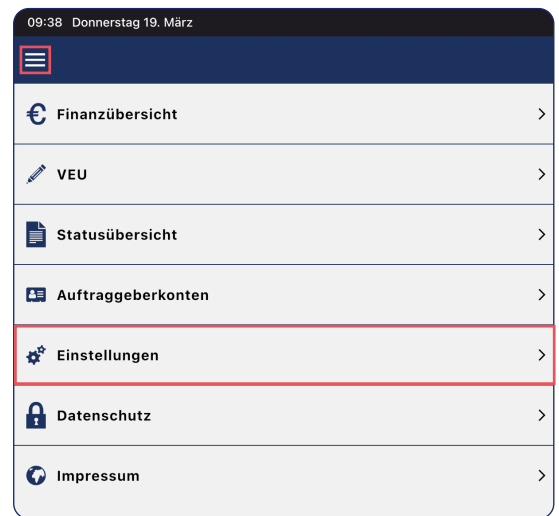 09:38 Donnerstag 19. März
Finanzübersicht
VEU
Statusübersicht
Auftraggeberkonten
Einstellungen
Datenschutz
Impressum